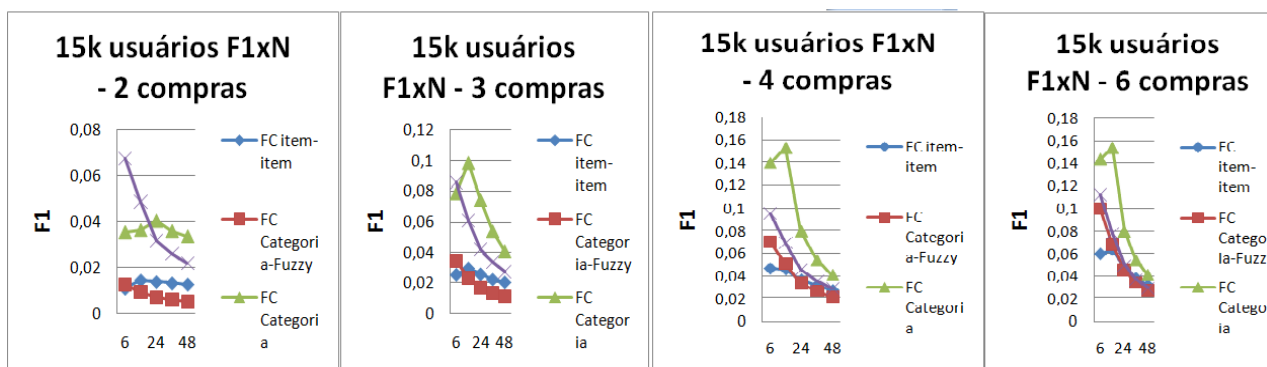 15k usuários F1xN
- 2 compras
0,08
0,06
0,04
0,02
0
F1
6 24 48
FC item-
item
FC
Categori
a-Fuzzy
FC
Categori
a
15k usuários
F1xN - 3 compras
0,12
0,1
0,08
0,06
0,04
0,02
0
F1
6 24 48
FC
item-
item
FC
Categor
ia-Fuzzy
FC
Categor
ia
15k usuários F1xN
- 4 compras
0,18
0,16
0,14
0,12
0,1
0,08
0,06
0,04
0,02
0
F1
6 24 48
FC item-
item
FC
Categori
a-Fuzzy
FC
Categori
a
15k usuários
F1xN - 6 compras
0,18
0,16
0,14
0,12
0,1
0,08
0,06
0,04
0,02
0
F1
6 24 48
FC
item-
item
FC
Catego
ia-Fuzz
FC
Catego
ia